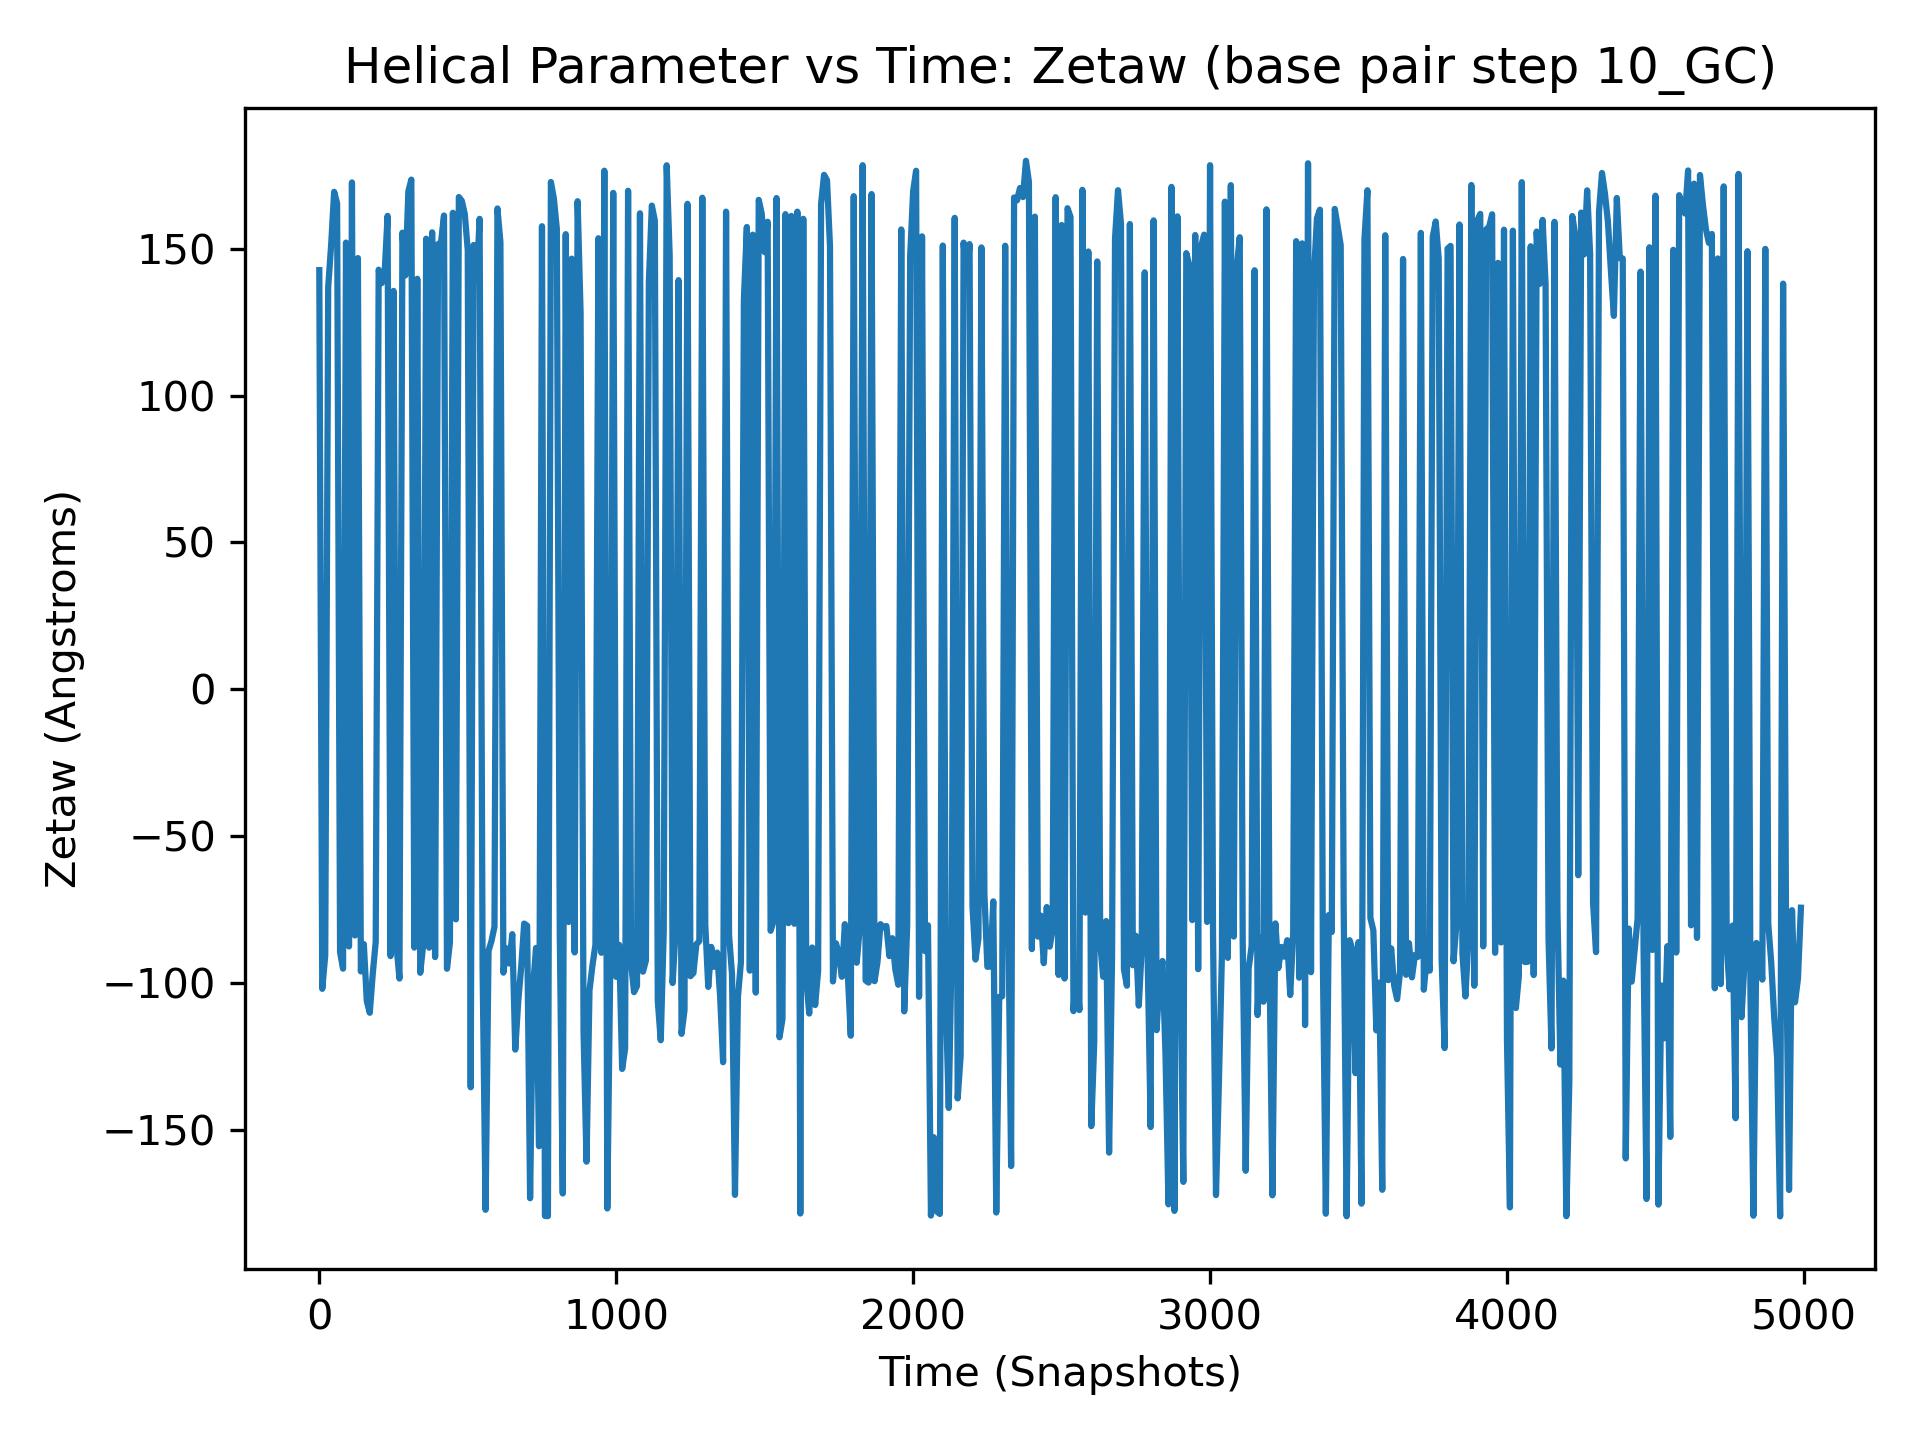 Helical Parameter vs Time: Zetaw (base pair step 10_GC)
150
100
50
0
−50
−100
−150
Zetaw (Angstroms)
0 1000 2000 3000 4000 5000
Time (Snapshots)